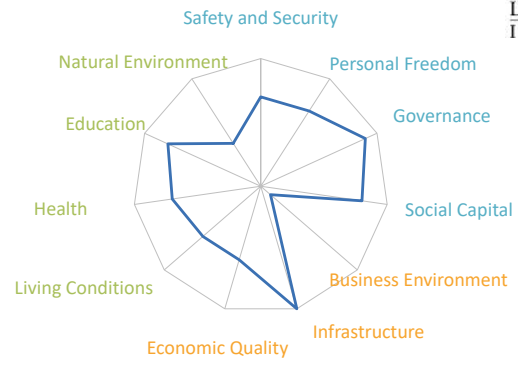 Safety and Security
Natural Environment
Personal Freedom
Education
Governance
Health
Social Capital
Living Conditions
Business Environment
Economic Quality
Infrastructure